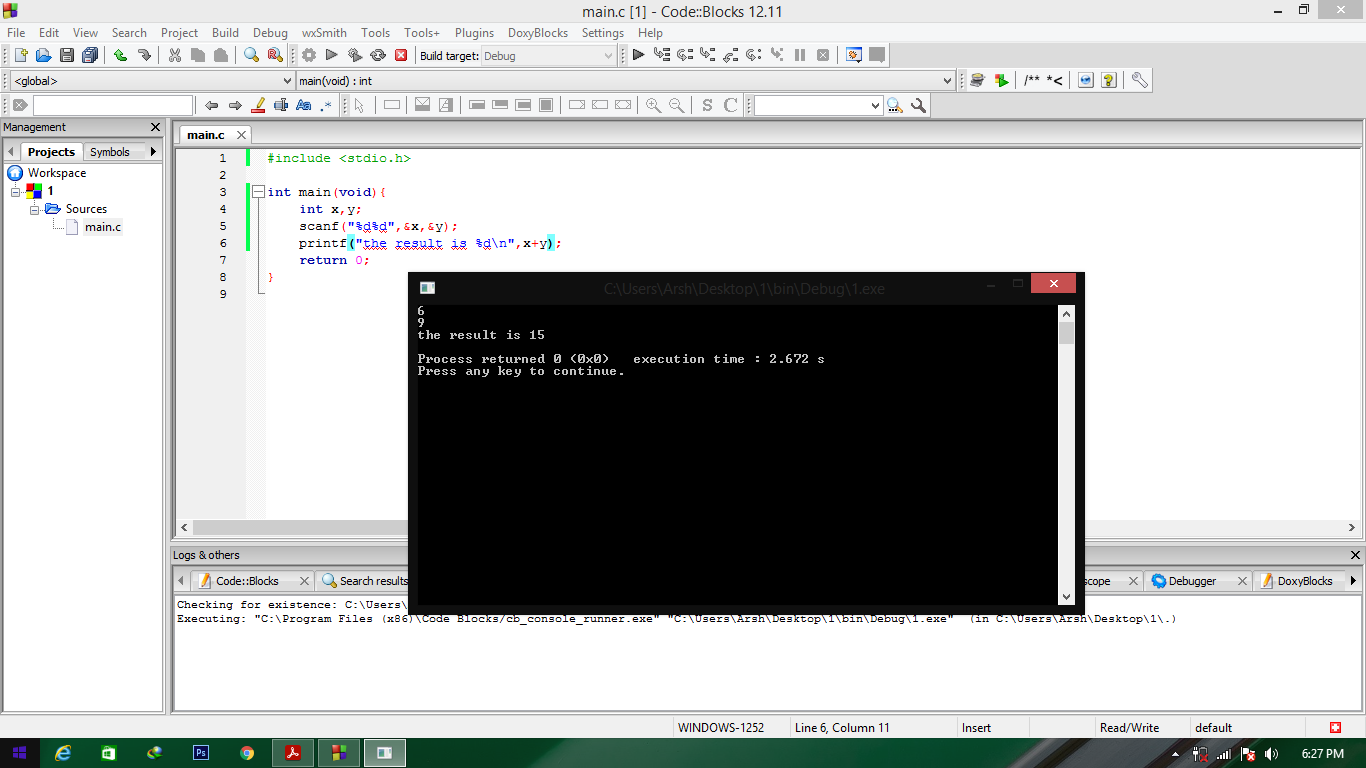 main.c [1] - Code::Blocks 12.11
File Edit View Search Project Build Debug wxSmith Tools Tools+ Plugins DoxyBlocks Settings Help
Build target: Debug
<global> main(void) : int /** *<
Aa .* S C
Management
Projects Symbols
Workspace
1
Sources
main.c
main.c
1 #include <stdio.h>
2
3 int main(void){
4 int x,y;
5 scanf("%d%d",&x,&y);
6 printf("the result is %d\n",x+y);
7 return 0;
8 }
9
C:\Users\Arsh\Desktop\1\bin\Debug\1.exe
6
9
the result is 15
Process returned 0 (0x0) execution time : 2.672 s
Press any key to continue.
Logs & others
Code::Blocks Search results scope Debugger DoxyBlocks
Checking for existence: C:\Users\
Executing: "C:\Program Files (x86)\Code Blocks/cb_console_runner.exe" "C:\Users\Arsh\Desktop\1\bin\Debug\1.exe" (in C:\Users\Arsh\Desktop\1\.)
WINDOWS-1252 Line 6, Column 11 Insert Read/Write default
Ps 6:27 PM